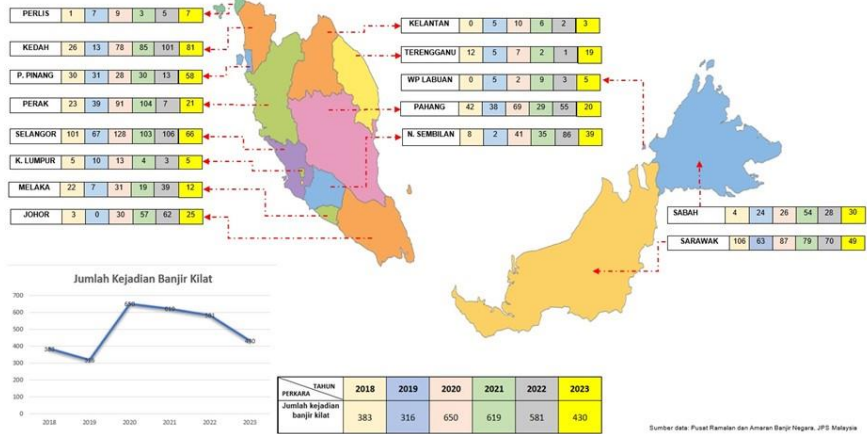 PERLIS 1 7 9 3 5 7
KEDAH 26 13 78 85 101 81
P. PINANG 30 31 28 30 13 58
PERAK 23 39 91 104 7 21
SELANGOR 101 67 128 103 106 66
K. LUMPUR 5 10 13 4 3 5
MELAKA 22 7 31 19 39 12
JOHOR 3 0 30 57 62 25
KELANTAN 0 5 10 6 2 3
TERENGGANU 12 5 7 2 1 19
WP LABUAN 0 5 2 9 3 5
PAHANG 42 38 69 29 55 20
N. SEMBILAN 8 2 41 35 86 39
SABAH 4 24 26 54 28 30
SARAWAK 106 63 87 79 70 49
Jumlah Kejadian Banjir Kilat
700
600
500
400
300
200
100
0
383
316
650
619
581
430
2018 2019 2020 2021 2022 2023
TAHUN
PERKARA
2018 2019 2020 2021 2022 2023
Jumlah kejadian
banjir kilat
383 316 650 619 581 430
Sumber data: Pusat Ramalan dan Amaran Banjir Negara, JPS Malaysia